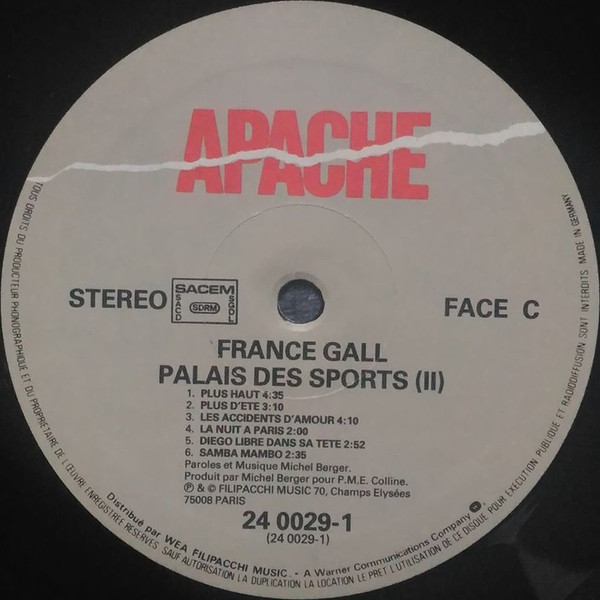 APACHE
STEREO
SACEM
SACD
SDRM
SGDL
FACE C
FRANCE GALL
PALAIS DES SPORTS (II)
1. PLUS HAUT 4:35
2. PLUS D'ETE 3:10
3. LES ACCIDENTS D'AMOUR 4:10
4. LA NUIT A PARIS 2:00
5. DIEGO LIBRE DANS SA TETE 2:52
6. SAMBA MAMBO 2:35
Paroles et Musique Michel Berger.
Produit par Michel Berger pour P.M.E. Colline.
℗ & © FILIPACCHI MUSIC 70, Champs Elysées
75008 PARIS
24 0029-1
(24 0029-1)
Distribué par WEA FILIPACCHI MUSIC. - A Warner Communications Company
TOUS DROITS DU PRODUCTEUR PHONOGRAPHIQUE ET DU PROPRIETAIRE DE L'ŒUVRE ENREGISTREE RESERVES SAUF AUTORISATION LA DUPLICATION LA LOCATION LE PRET L'UTILISATION DE CE DISQUE POUR EXECUTION PUBLIQUE ET RADIODIFFUSION SONT INTERDITS MADE IN GERMANY